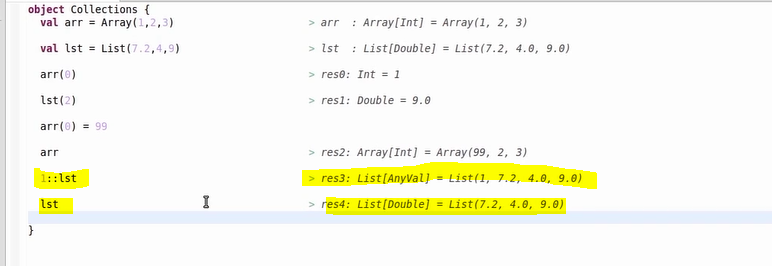 object Collections {
val arr = Array(1,2,3) > arr : Array[Int] = Array(1, 2, 3)
val lst = List(7.2,4,9) > lst : List[Double] = List(7.2, 4.0, 9.0)
arr(0) > res0: Int = 1
lst(2) > res1: Double = 9.0
arr(0) = 99
arr > res2: Array[Int] = Array(99, 2, 3)
1::lst > res3: List[AnyVal] = List(1, 7.2, 4.0, 9.0)
lst > res4: List[Double] = List(7.2, 4.0, 9.0)
}